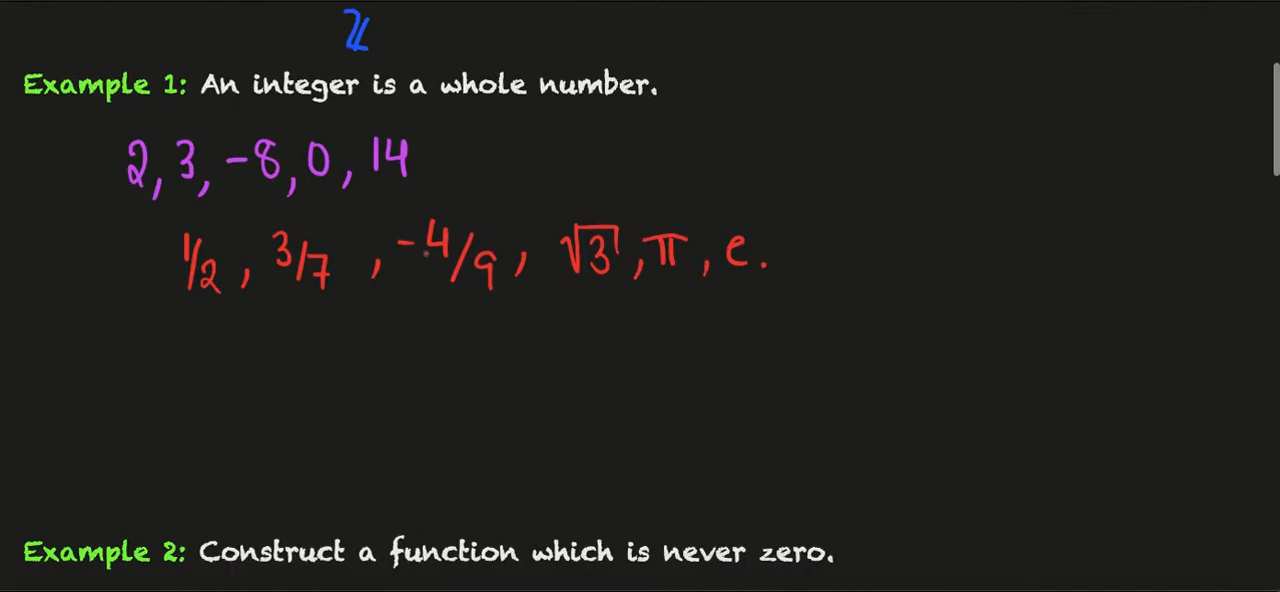 ℤ
Example 1: An integer is a whole number.
2, 3, -8, 0, 14
1/2, 3/7, -4/9, √3, π, e.
Example 2: Construct a function which is never zero.